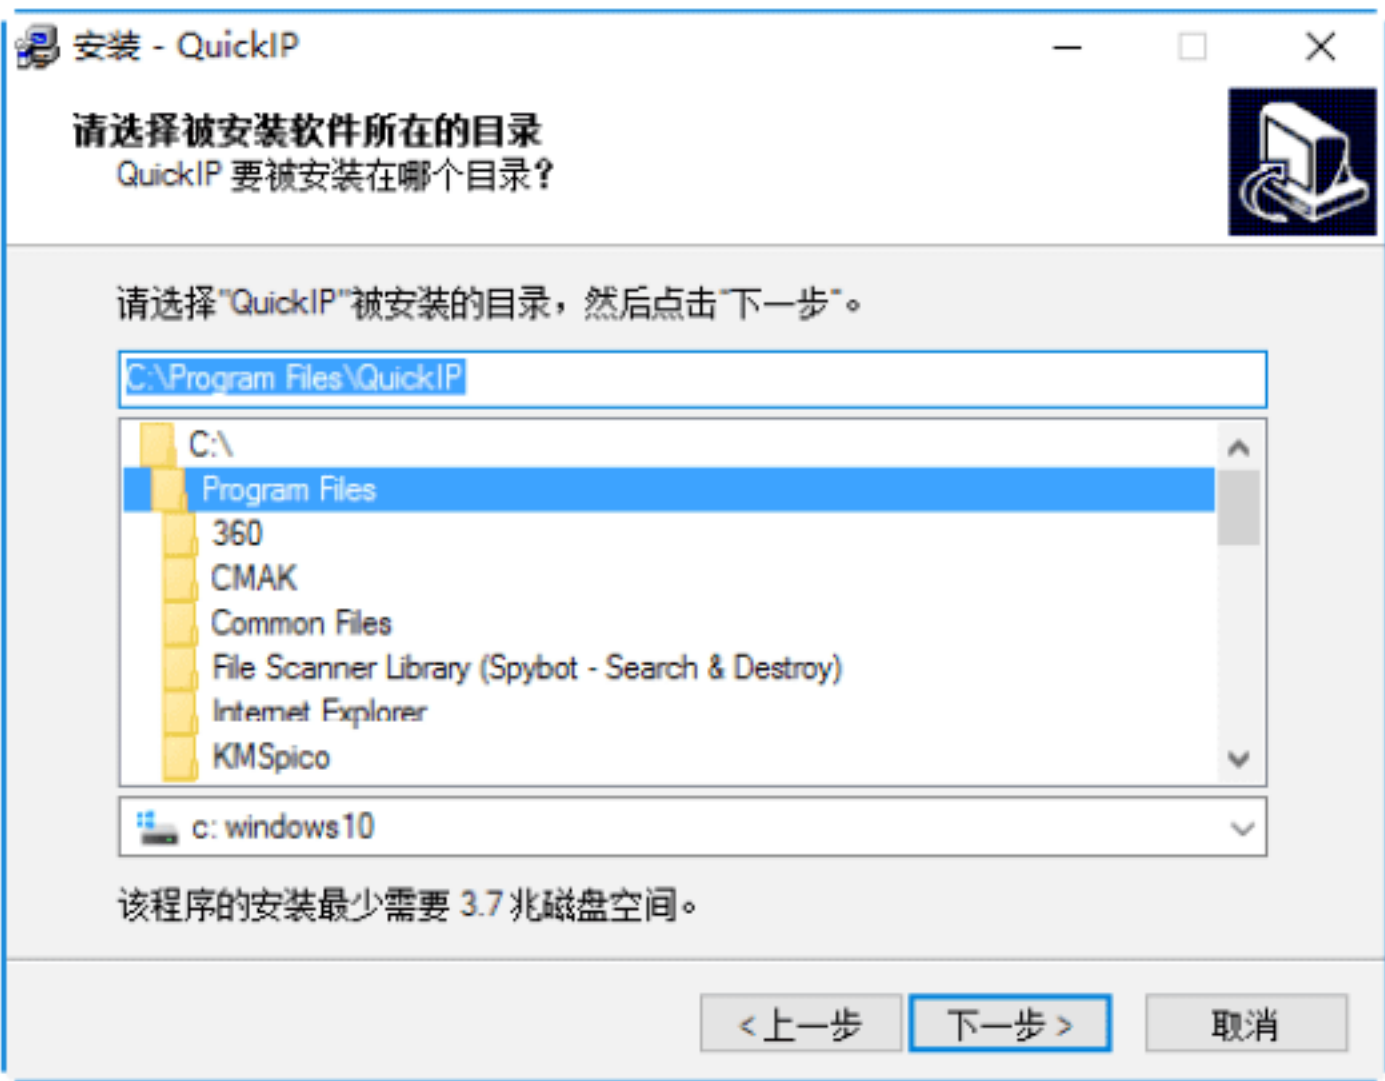 安装 - QuickIP
请选择被安装软件所在的目录
QuickIP 要被安装在哪个目录?
请选择"QuickIP"被安装的目录，然后点击"下一步"。
C:\Program Files\QuickIP
C:\
Program Files
360
CMAK
Common Files
File Scanner Library (Spybot - Search & Destroy)
Internet Explorer
KMSpico
c: windows10
该程序的安装最少需要 3.7 兆磁盘空间。
<上一步 下一步> 取消